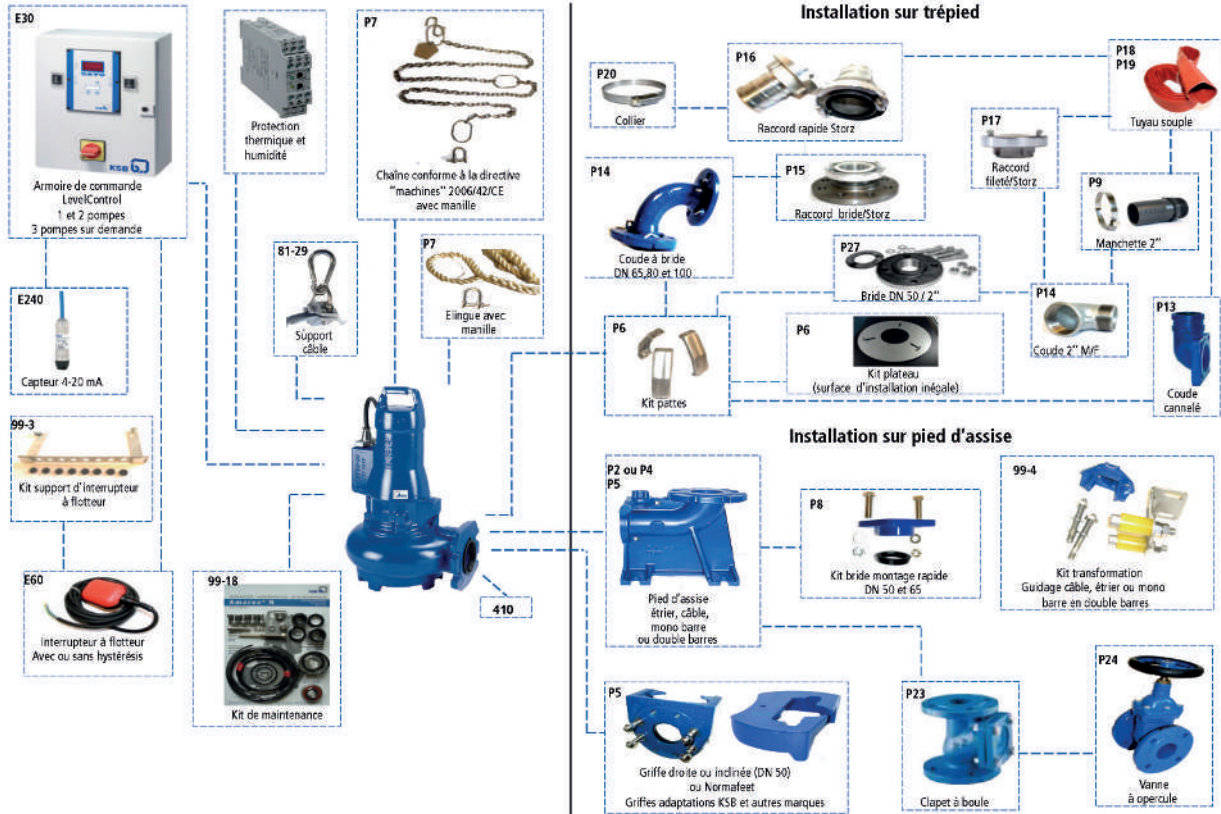 E30
KSB
Armoire de commande
LevelControl
1 et 2 pompes
3 pompes sur demande
Protection
thermique et
humidité
P7
Chaîne conforme à la directive
"machines" 2006/42/CE
avec manille
81-29
Support
câble
P7
Elingue avec
manille
E240
Capteur 4-20 mA
99-3
Kit support d'interrupteur
à flotteur
E60
Interrupteur à flotteur
Avec ou sans hystérésis
99-18
Amarex N
Kit de maintenance
410
Installation sur trépied
P20
Collier
P16
Raccord rapide Storz
P18
P19
Tuyau souple
P17
Raccord
fileté/Storz
P14
Coude à bride
DN 65,80 et 100
P15
Raccord bride/Storz
P9
Manchette 2''
P27
Bride DN 50 / 2''
P14
Coude 2'' M/F
P13
Coude
cannelé
P6
Kit pattes
P6
Kit plateau
(surface d'installation inégale)
Installation sur pied d'assise
P2 ou P4
P5
Pied d'assise
étrier, câble,
mono barre
ou double barres
P8
Kit bride montage rapide
DN 50 et 65
99-4
Kit transformation
Guidage câble, étrier ou mono
barre en double barres
P5
Griffe droite ou inclinée (DN 50)
ou Normafeet
Griffes adaptations KSB et autres marques
P23
Clapet à boule
P24
Vanne
à opercule